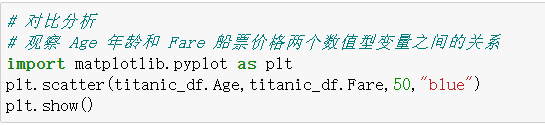 # 对比分析
# 观察 Age 年龄和 Fare 船票价格两个数值型变量之间的关系
import matplotlib.pyplot as plt
plt.scatter(titanic_df.Age,titanic_df.Fare,50,"blue")
plt.show()